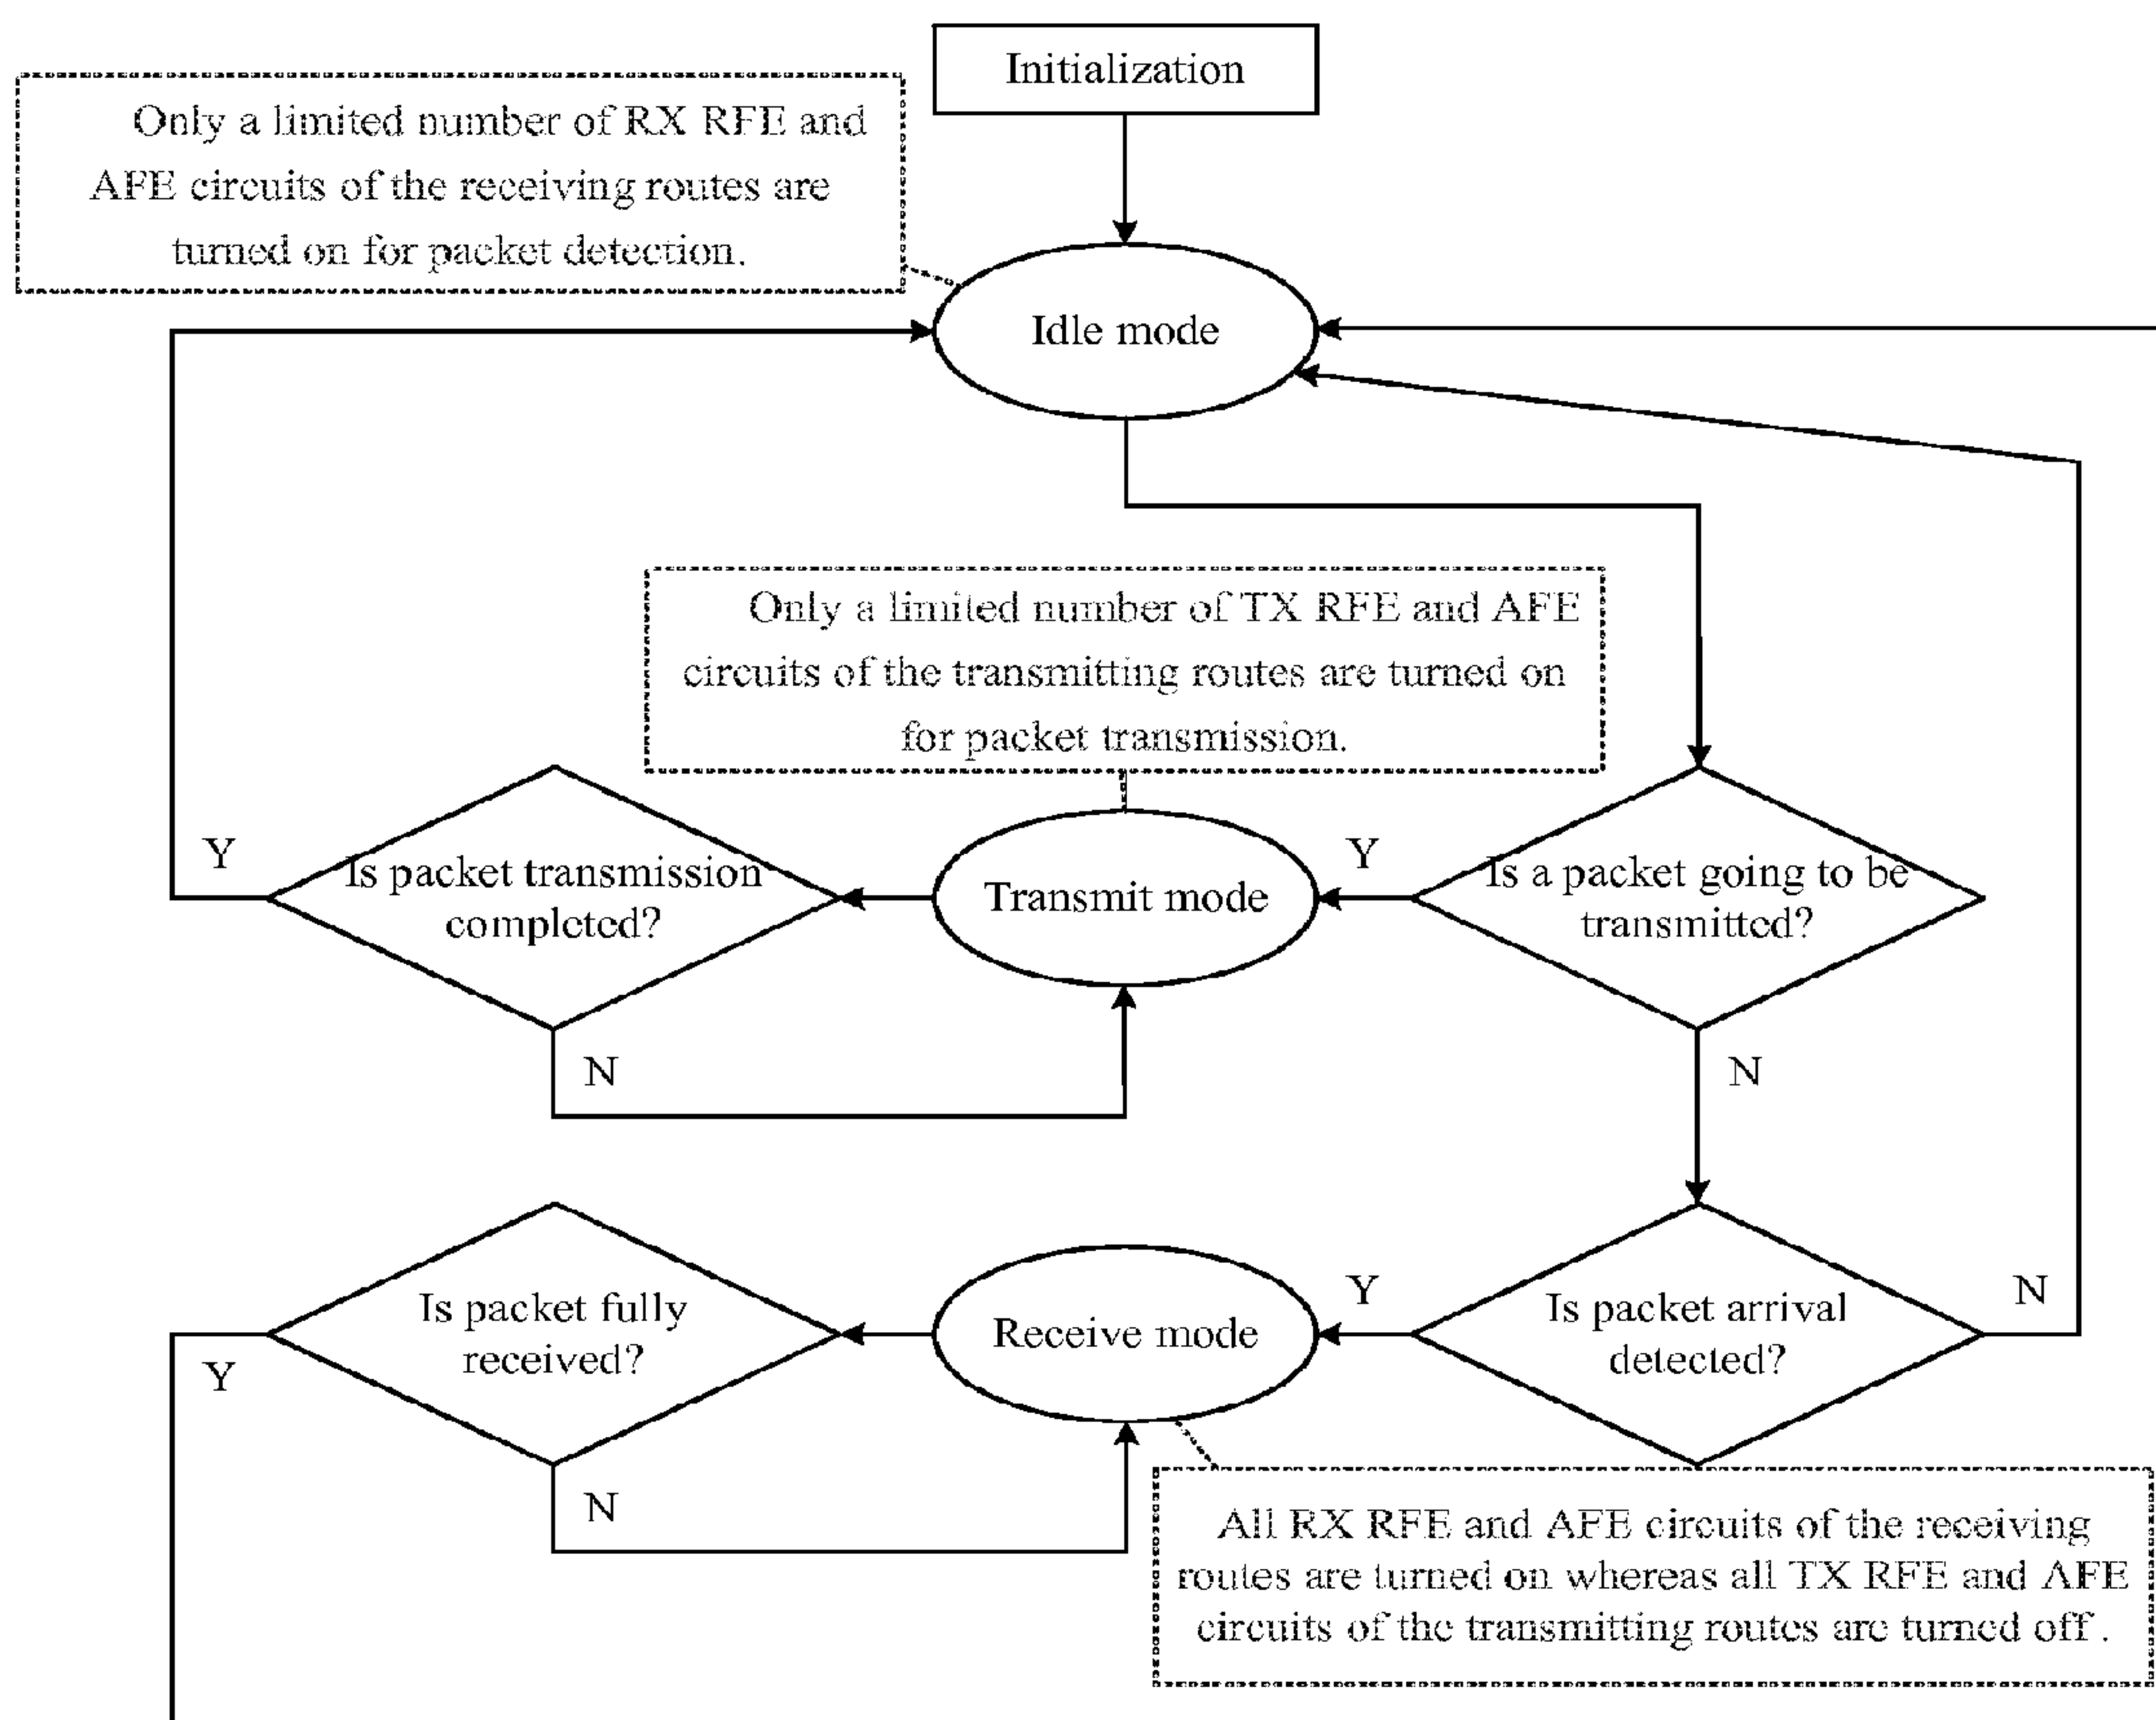 Initialization
Only a limited number of RX RFE and
AFE circuits of the receiving routes are
turned on for packet detection.
Idle mode
Only a limited number of TX RFE and AFE
circuits of the transmitting routes are turned on
for packet transmission.
Y
Is packet transmission
completed?
Transmit mode
Y
Is a packet going to be
transmitted?
N
N
Is packet fully
received?
Y
Receive mode
Y
Is packet arrival
detected?
N
N
All RX RFE and AFE circuits of the receiving
routes are turned on whereas all TX RFE and AFE
circuits of the transmitting routes are turned off.